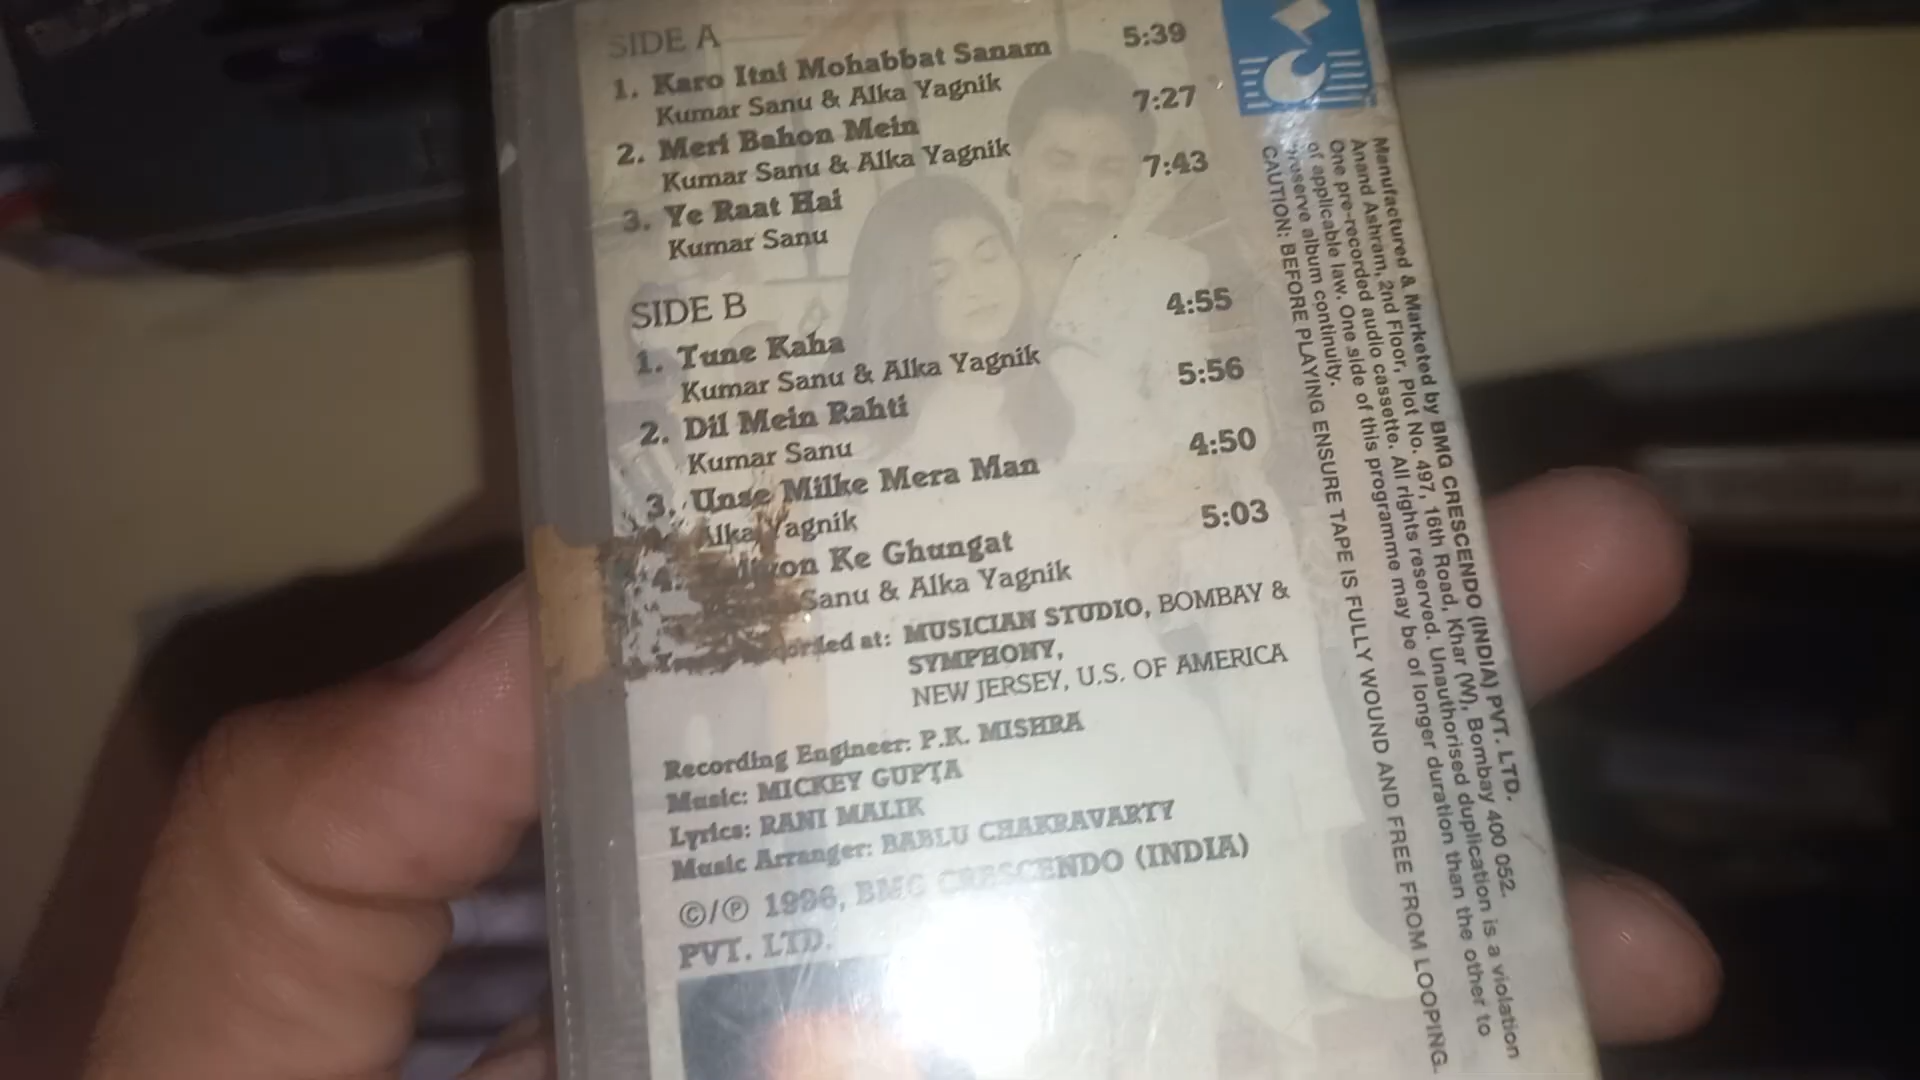 SIDE A
1. Karo Itni Mohabbat Sanam 5:39
Kumar Sanu & Alka Yagnik
2. Meri Bahon Mein 7:27
Kumar Sanu & Alka Yagnik
3. Ye Raat Hai 7:43
Kumar Sanu
SIDE B
1. Tune Kaha 4:55
Kumar Sanu & Alka Yagnik
2. Dil Mein Rahti 5:56
Kumar Sanu
3. Unse Milke Mera Man 4:50
Alka Yagnik
4. Ke Ghungat 5:03
Sanu & Alka Yagnik
at: MUSICIAN STUDIO, BOMBAY &
SYMPHONY,
NEW JERSEY, U.S. OF AMERICA
Recording Engineer: P.K. MISHRA
Music: MICKEY GUPTA
Lyrics: RANI MALIK
Music Arranger: BABLU CHAKRAVARTY
©/℗ 1996, BMG CRESCENDO (INDIA)
PVT. LTD.
Manufactured & Marketed by BMG CRESCENDO (INDIA) PVT. LTD.
Anand Ashram, 2nd Floor, Plot No. 497, 16th Road, Khar (W), Bombay 400 052.
One pre-recorded audio cassette. All rights reserved. Unauthorised duplication is a violation
of applicable law. One side of this programme may be of longer duration than the other to
preserve album continuity.
CAUTION: BEFORE PLAYING ENSURE TAPE IS FULLY WOUND AND FREE FROM LOOPING.